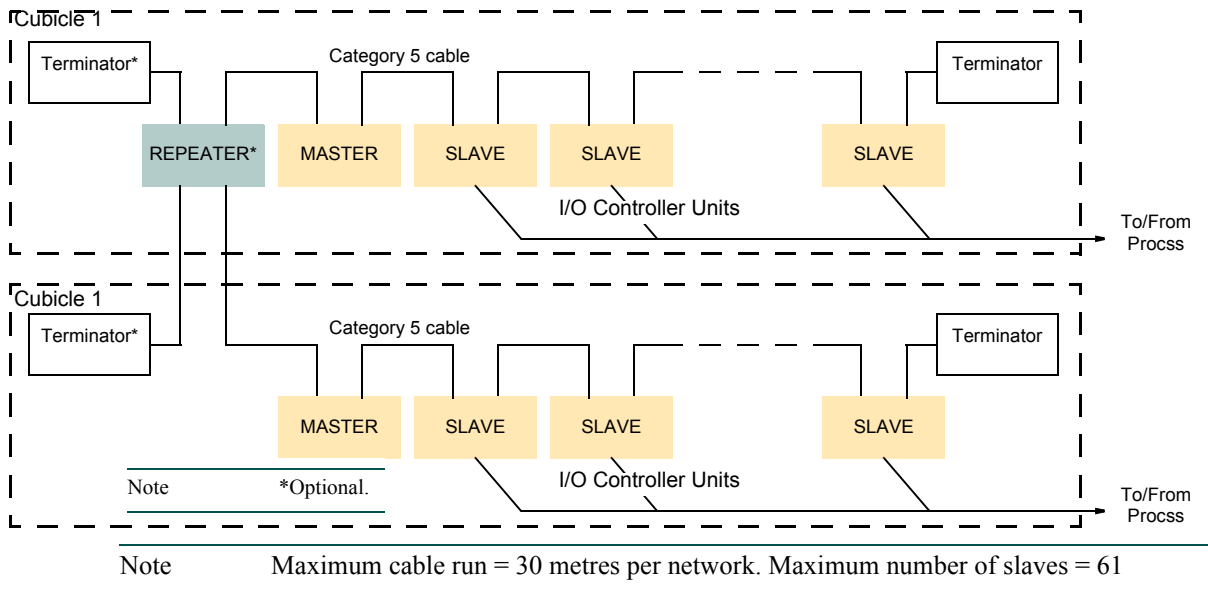 Cubicle 1
Terminator*
Category 5 cable
Terminator
REPEATER*
MASTER
SLAVE
SLAVE
SLAVE
I/O Controller Units
To/From
Procss
Cubicle 1
Terminator*
Category 5 cable
Terminator
MASTER
SLAVE
SLAVE
SLAVE
I/O Controller Units
Note *Optional.
To/From
Procss
Note Maximum cable run = 30 metres per network. Maximum number of slaves = 61